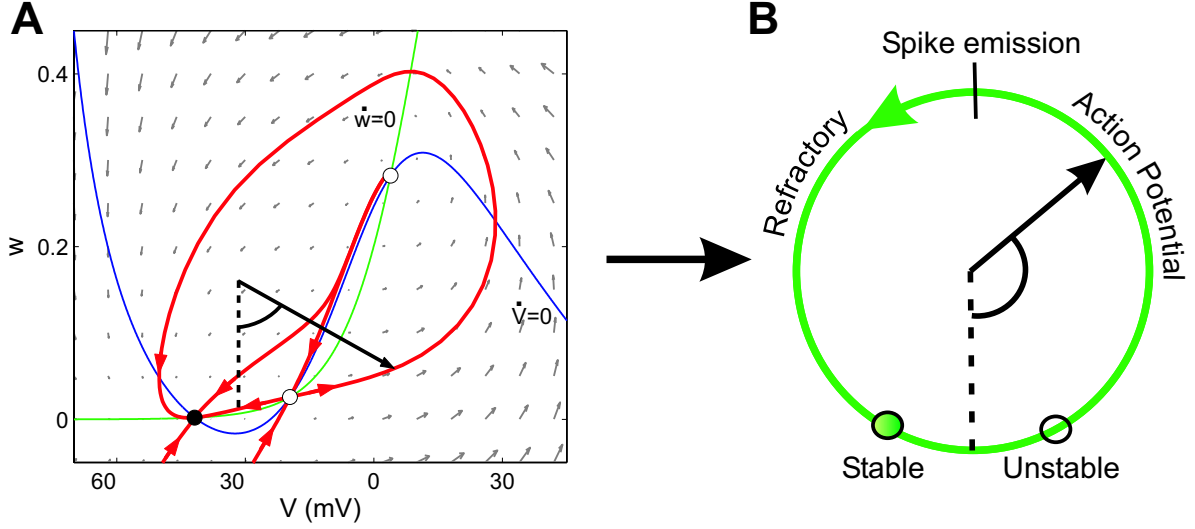 A
B
Spike emission
0.4
ẇ=0
Refractory
Action Potential
w
0.2
V̇=0
0
Stable
Unstable
60
30
0
30
V (mV)